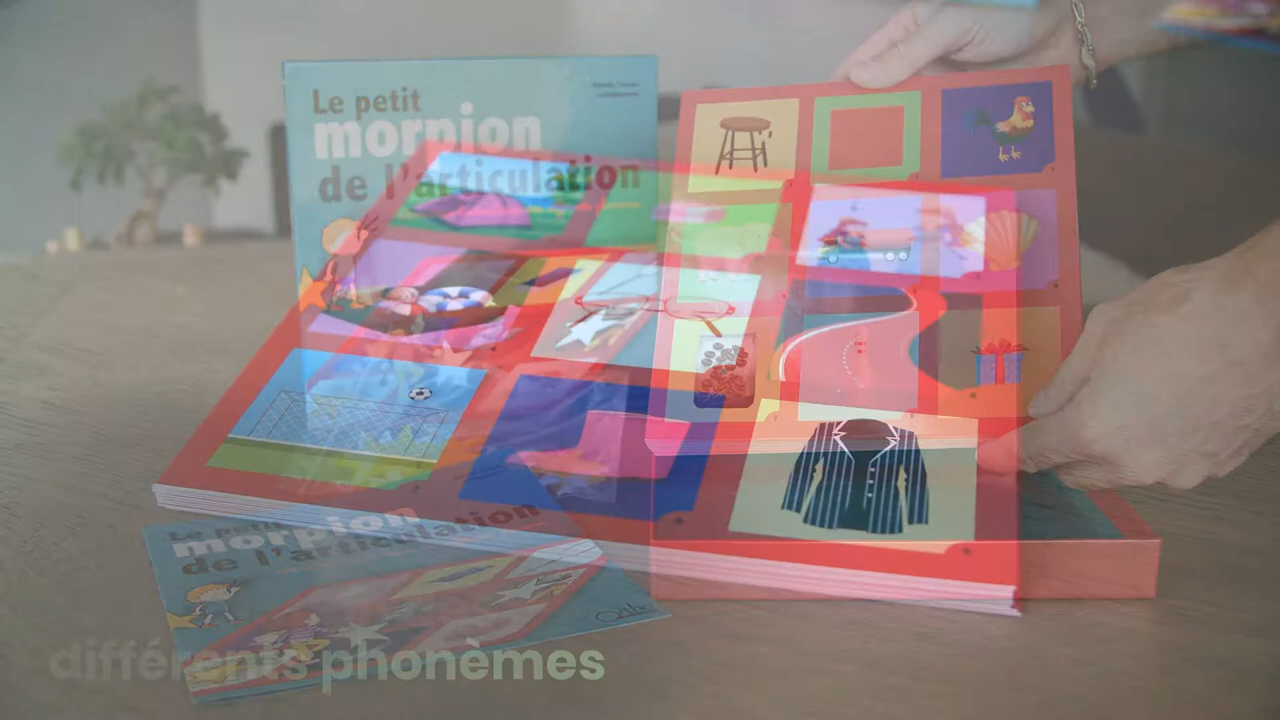 Le petit
morpion
de l'articulation
Le petit
morpion
de l'articulation
différents phonèmes